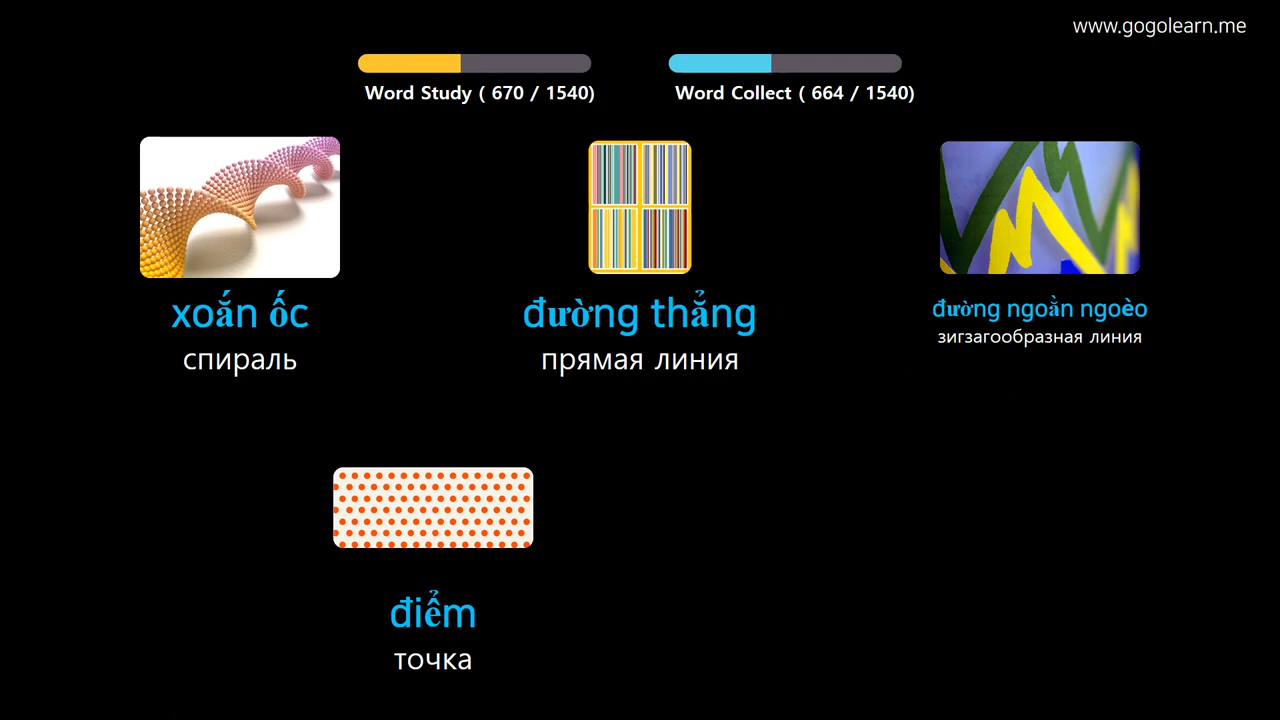 www.gogolearn.me
Word Study ( 670 / 1540)
Word Collect ( 664 / 1540)
xoắn ốc
спираль
đường thẳng
прямая линия
đường ngoằn ngoèo
зигзагообразная линия
điểm
точка